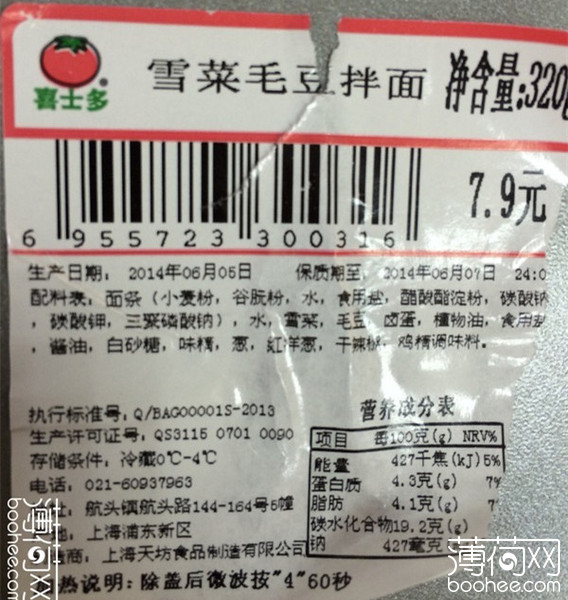 喜士多
雪菜毛豆拌面
净含量:320g
7.9元
6 955723 300316
生产日期: 2014年06月05日 保质期至: 2014年06月07日 24:0
配料表: 面条 (小麦粉, 谷朊粉, 水, 食用盐, 醋酸酯淀粉, 碳酸钠
, 碳酸钾, 三聚磷酸钠), 水, 雪菜, 毛豆, 卤蛋, 植物油, 食用盐
, 酱油, 白砂糖, 味精, 葱, 红洋葱, 干辣椒, 鸡精调味料.
执行标准号: Q/BAG00001S-2013
生产许可证号: QS3115 0701 0090
存储条件: 冷藏0℃-4℃
电话: 021-60937963
址: 航头镇航头路144-164号5幢
地: 上海浦东新区
商: 上海天坊食品制造有限公司
热说明: 除盖后微波按"4"60秒
营养成分表
项目 每100克(g) NRV%
能量 427千焦(kJ) 5%
蛋白质 4.3克(g) 7%
脂肪 4.1克(g) 7
碳水化合物 19.2克(g)
钠 427毫克
薄荷网
boohee.com
薄荷网
boohee.com